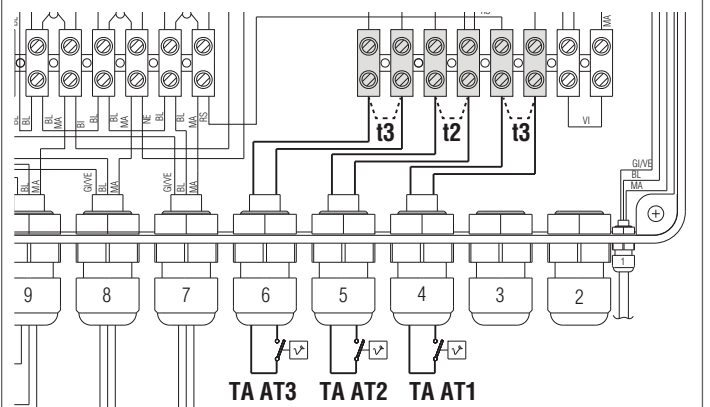 MA
BL
BL
MA
BL
BL
MA
NE
BL
BL
MA
RS
VI
t3
t2
t3
GI/VE
BL
MA
BL
MA
GI/VE
BL
MA
GI/VE
BL
MA
9
8
7
6
5
4
3
2
1
TA AT3
TA AT2
TA AT1